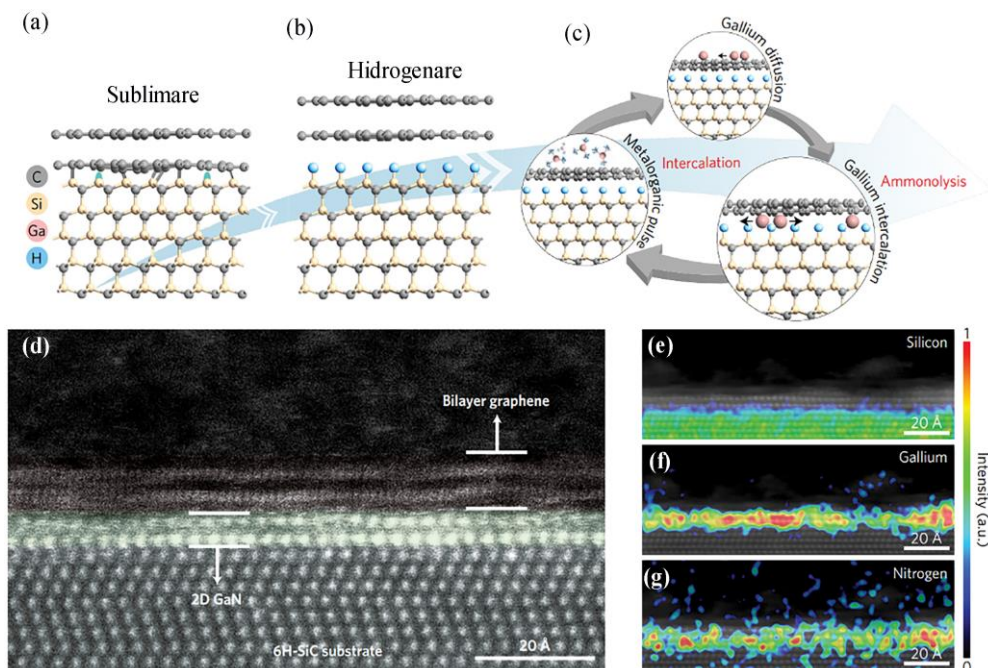 (a)
Sublimare
C
Si
Ga
H
(b)
Hidrogenare
(c)
Gallium diffusion
Metalorganic pulse
Intercalation
Gallium intercalation
Ammonolysis
(d)
Bilayer graphene
2D GaN
6H-SiC substrate
20 Å
(e)
Silicon
20 Å
(f)
Gallium
20 Å
(g)
Nitrogen
20 Å
1
Intensity (a.u.)
0